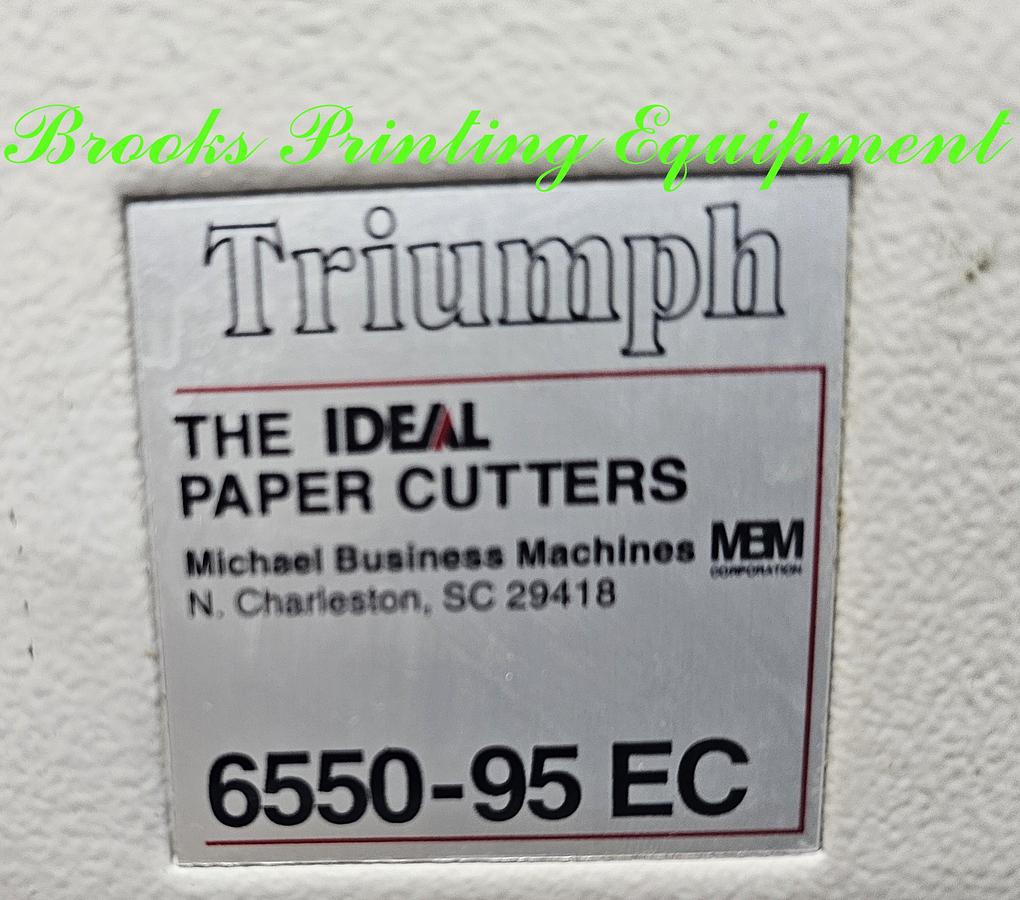 Brooks Printing Equipment
Triumph
THE IDEAL
PAPER CUTTERS
Michael Business Machines
MBM
CORPORATION
N. Charleston, SC 29418
6550-95 EC